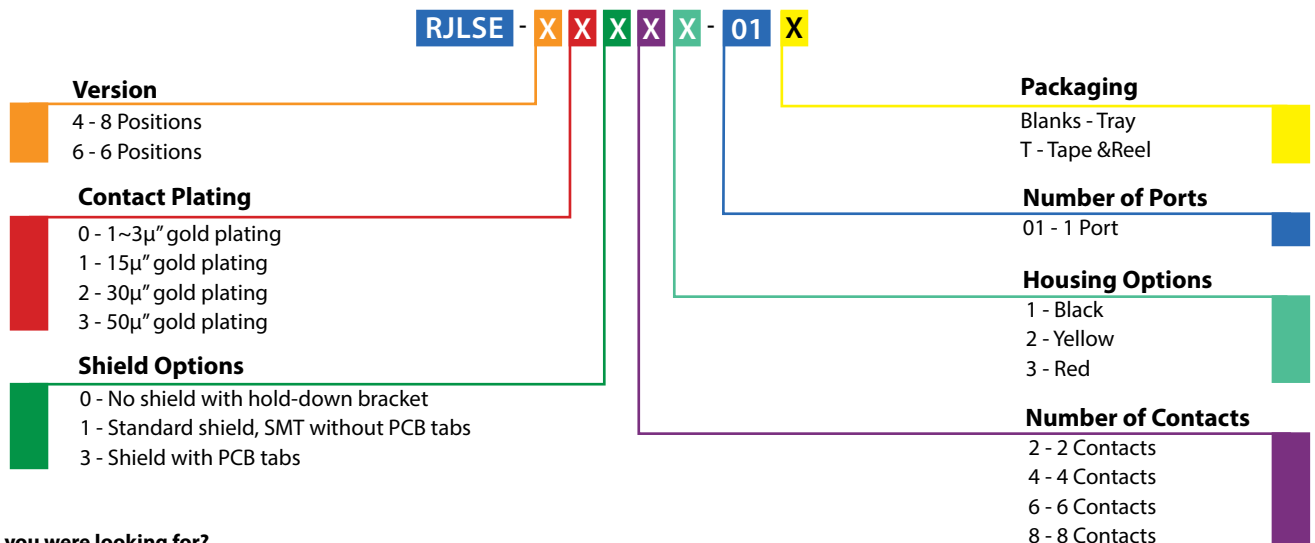 RJLSE - X X X X X - 01 X
Version
4 - 8 Positions
6 - 6 Positions
Contact Plating
0 - 1~3µ” gold plating
1 - 15µ” gold plating
2 - 30µ” gold plating
3 - 50µ” gold plating
Shield Options
0 - No shield with hold-down bracket
1 - Standard shield, SMT without PCB tabs
3 - Shield with PCB tabs
Packaging
Blanks - Tray
T - Tape &Reel
Number of Ports
01 - 1 Port
Housing Options
1 - Black
2 - Yellow
3 - Red
Number of Contacts
2 - 2 Contacts
4 - 4 Contacts
6 - 6 Contacts
8 - 8 Contacts
you were looking for?